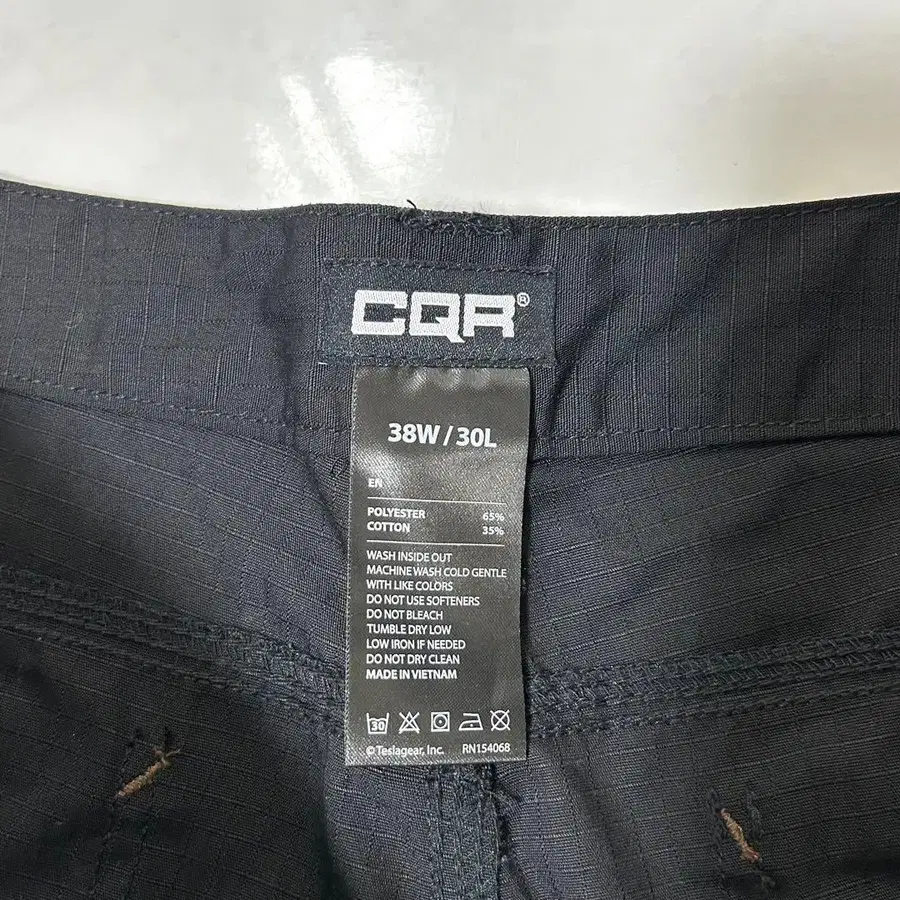 CQR®
38W / 30L
EN
POLYESTER 65%
COTTON 35%
WASH INSIDE OUT
MACHINE WASH COLD GENTLE
WITH LIKE COLORS
DO NOT USE SOFTENERS
DO NOT BLEACH
TUMBLE DRY LOW
LOW IRON IF NEEDED
DO NOT DRY CLEAN
MADE IN VIETNAM
30
© Teslagear, Inc. RN154068